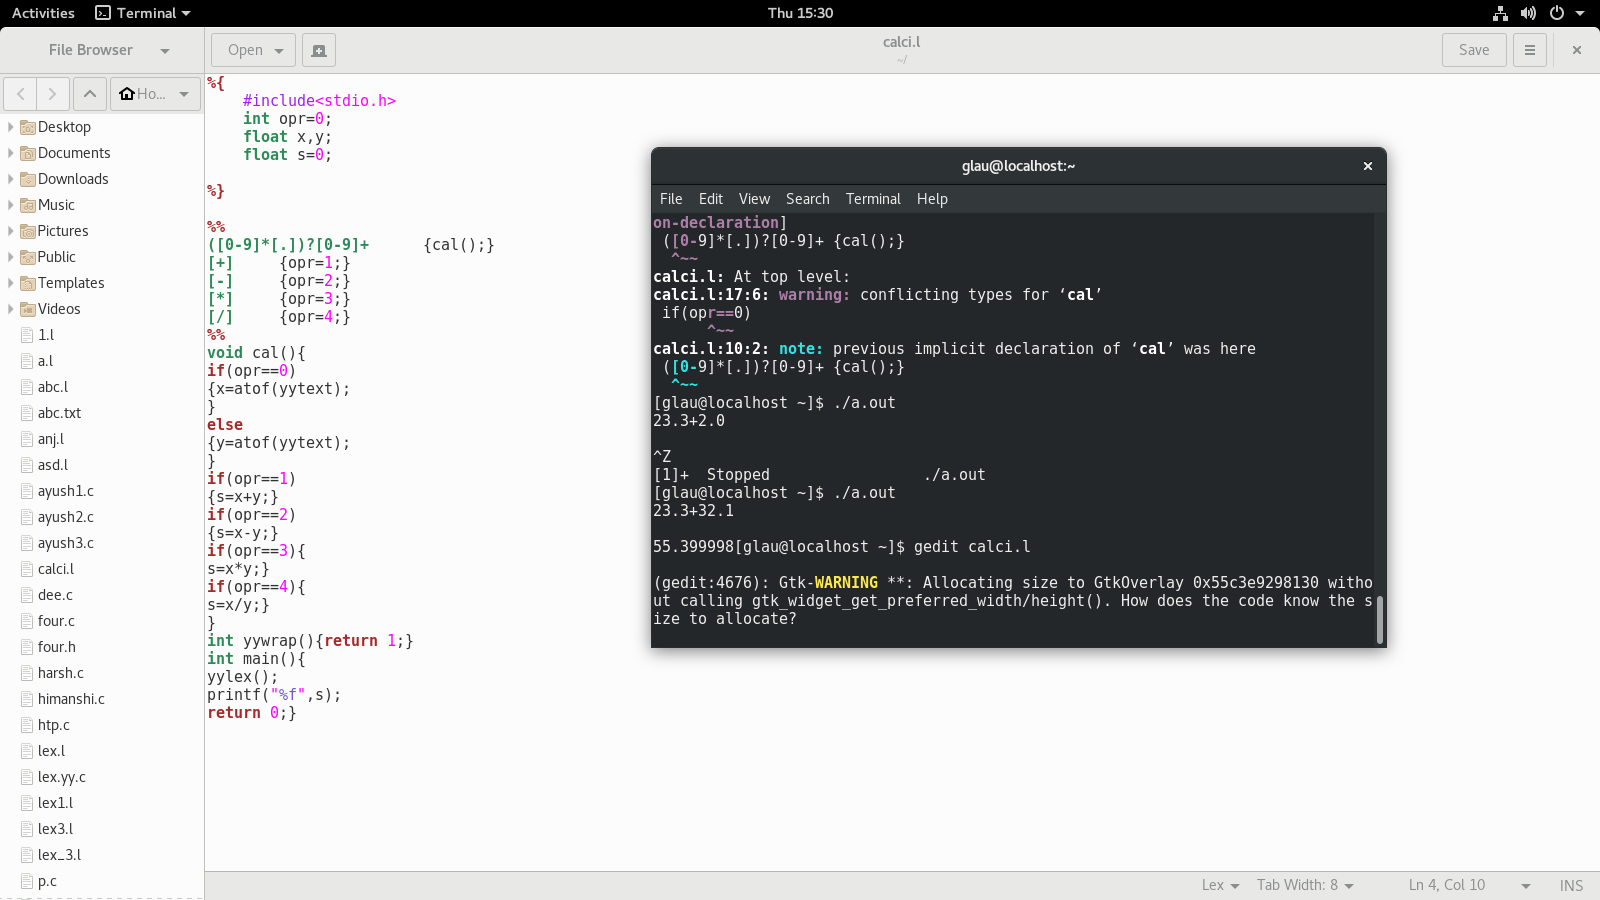 Activities
Terminal
Thu 15:30
File Browser
Open
calci.l
~/
Save
Ho...
Desktop
Documents
Downloads
Music
Pictures
Public
Templates
Videos
1.l
a.l
abc.l
abc.txt
anj.l
asd.l
ayush1.c
ayush2.c
ayush3.c
calci.l
dee.c
four.c
four.h
harsh.c
himanshi.c
htp.c
lex.l
lex.yy.c
lex1.l
lex3.l
lex_3.l
p.c
%{
#include<stdio.h>
int opr=0;
float x,y;
float s=0;
%}
%%
([0-9]*[.])?[0-9]+ {cal();}
[+] {opr=1;}
[-] {opr=2;}
[*] {opr=3;}
[/] {opr=4;}
%%
void cal(){
if(opr==0)
{x=atof(yytext);
}
else
{y=atof(yytext);
}
if(opr==1)
{s=x+y;}
if(opr==2)
{s=x-y;}
if(opr==3){
s=x*y;}
if(opr==4){
s=x/y;}
}
int yywrap(){return 1;}
int main(){
yylex();
printf("%f",s);
return 0;}
glau@localhost:~
File Edit View Search Terminal Help
on-declaration]
([0-9]*[.])?[0-9]+ {cal();}
^~~
calci.l: At top level:
calci.l:17:6: warning: conflicting types for ‘cal’
if(opr==0)
^~~
calci.l:10:2: note: previous implicit declaration of ‘cal’ was here
([0-9]*[.])?[0-9]+ {cal();}
^~~
[glau@localhost ~]$ ./a.out
23.3+2.0
^Z
[1]+ Stopped ./a.out
[glau@localhost ~]$ ./a.out
23.3+32.1
55.399998[glau@localhost ~]$ gedit calci.l
(gedit:4676): Gtk-WARNING **: Allocating size to GtkOverlay 0x55c3e9298130 witho
ut calling gtk_widget_get_preferred_width/height(). How does the code know the s
ize to allocate?
Lex
Tab Width: 8
Ln 4, Col 10
INS